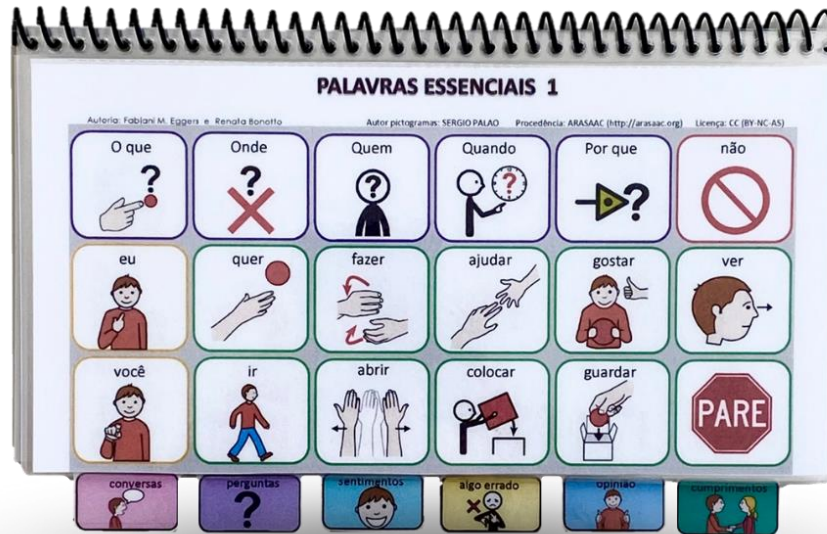 PALAVRAS ESSENCIAIS 1
Autoria: Fabiani M. Eggers e Renata Bonotto Autor pictogramas: SERGIO PALAO Procedência: ARASAAC (http://arasaac.org) Licença: CC (BY-NC-AS)
O que Onde Quem Quando Por que não
? ? ? ? ?
eu quer fazer ajudar gostar ver
você ir abrir colocar guardar
PARE
conversas perguntas sentimentos algo errado opinião cumprimentos
?